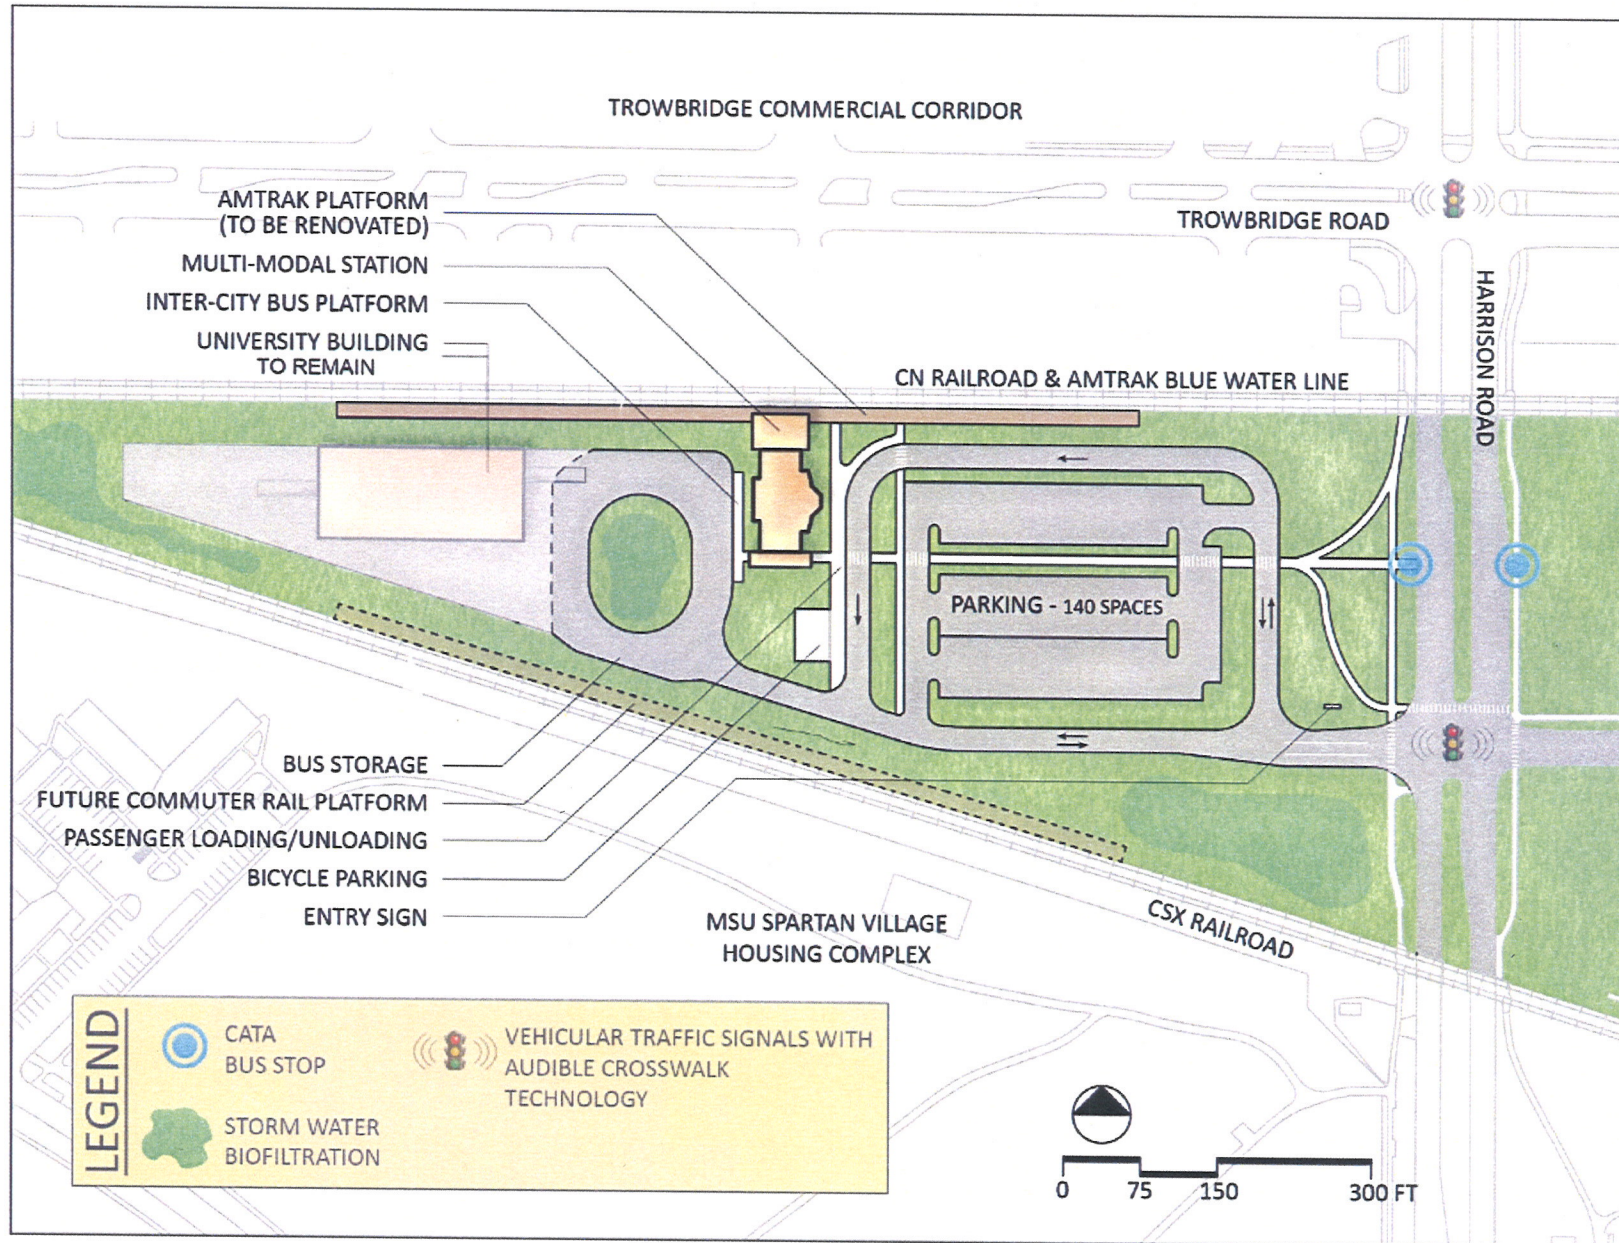 TROWBRIDGE COMMERCIAL CORRIDOR
AMTRAK PLATFORM
(TO BE RENOVATED)
TROWBRIDGE ROAD
MULTI-MODAL STATION
INTER-CITY BUS PLATFORM
UNIVERSITY BUILDING
TO REMAIN
HARRISON ROAD
CN RAILROAD & AMTRAK BLUE WATER LINE
PARKING - 140 SPACES
BUS STORAGE
FUTURE COMMUTER RAIL PLATFORM
PASSENGER LOADING/UNLOADING
BICYCLE PARKING
ENTRY SIGN
MSU SPARTAN VILLAGE
HOUSING COMPLEX
CSX RAILROAD
LEGEND
CATA
BUS STOP
STORM WATER
BIOFILTRATION
VEHICULAR TRAFFIC SIGNALS WITH
AUDIBLE CROSSWALK
TECHNOLOGY
0 75 150 300 FT